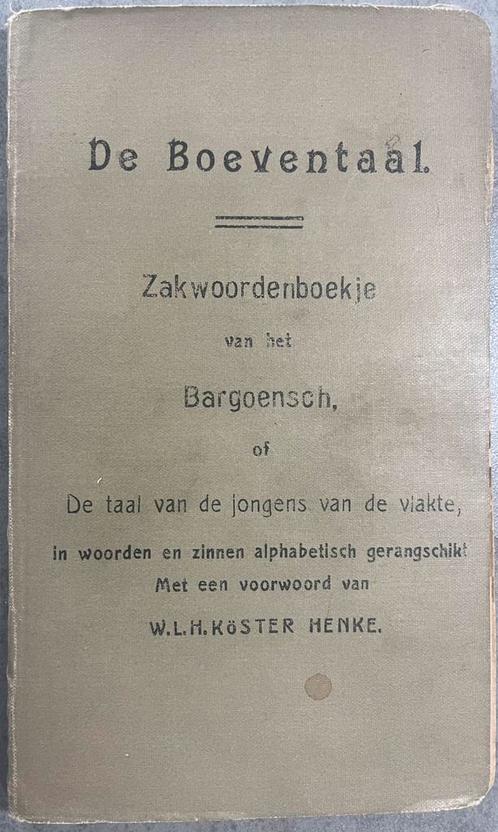 De Boeventaal.
Zakwoordenboekje
van het
Bargoensch,
of
De taal van de jongens van de vlakte,
in woorden en zinnen alphabetisch gerangschikt
Met een voorwoord van
W.L.H.KöSTER HENKE.